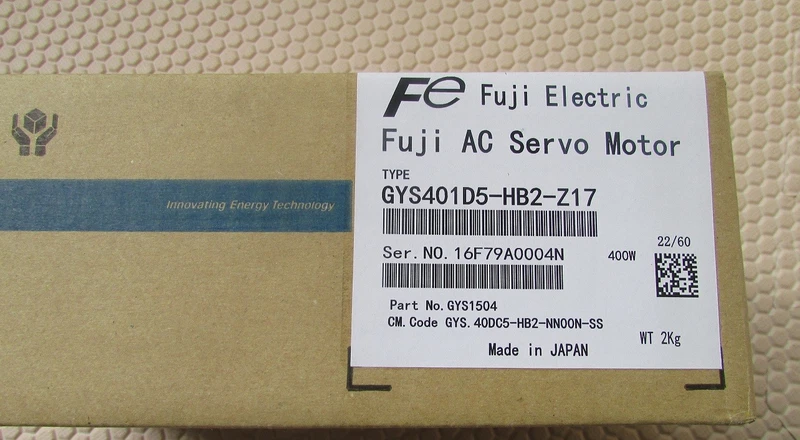 Innovating Energy Technology
Fe Fuji Electric
Fuji AC Servo Motor
TYPE
GYS401D5-HB2-Z17
Ser.NO.16F79A0004N
400W
22/60
Part No.GYS1504
CM.Code GYS.40DC5-HB2-NN00N-SS
WT 2Kg
Made in JAPAN